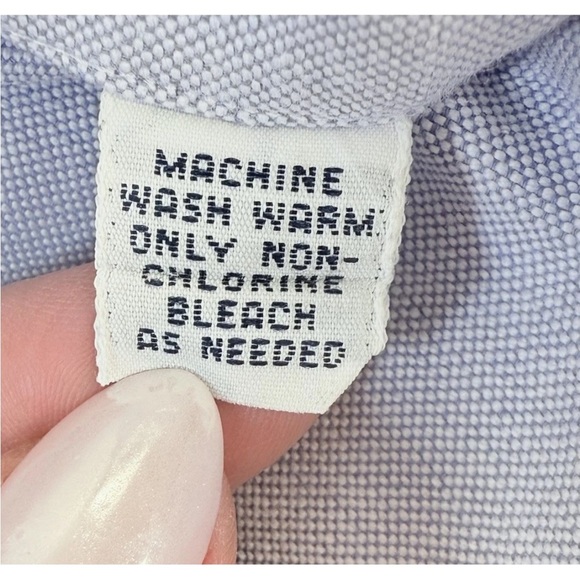 MACHINE
WASH WARM.
ONLY NON-
CHLORINE
BLEACH
AS NEEDED